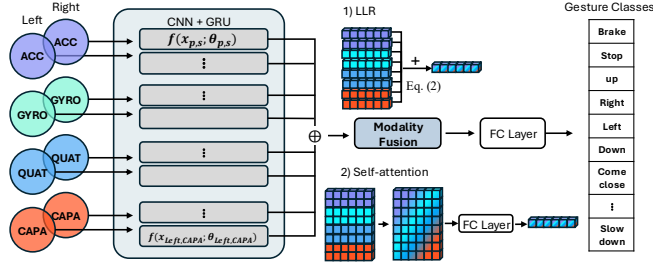 Left
Right
CNN + GRU
1) LLR
Gesture Classes
ACC
ACC
f(x_{p,s}; θ_{p,s})
⋮
+
Eq. (2)
GYRO
GYRO
⋮
⊕
Modality
Fusion
FC Layer
QUAT
QUAT
⋮
2) Self-attention
CAPA
CAPA
⋮
f(x_{Left,CAPA}; θ_{Left,CAPA})
FC Layer
Brake
Stop
up
Right
Left
Down
Come
close
⋮
Slow
down